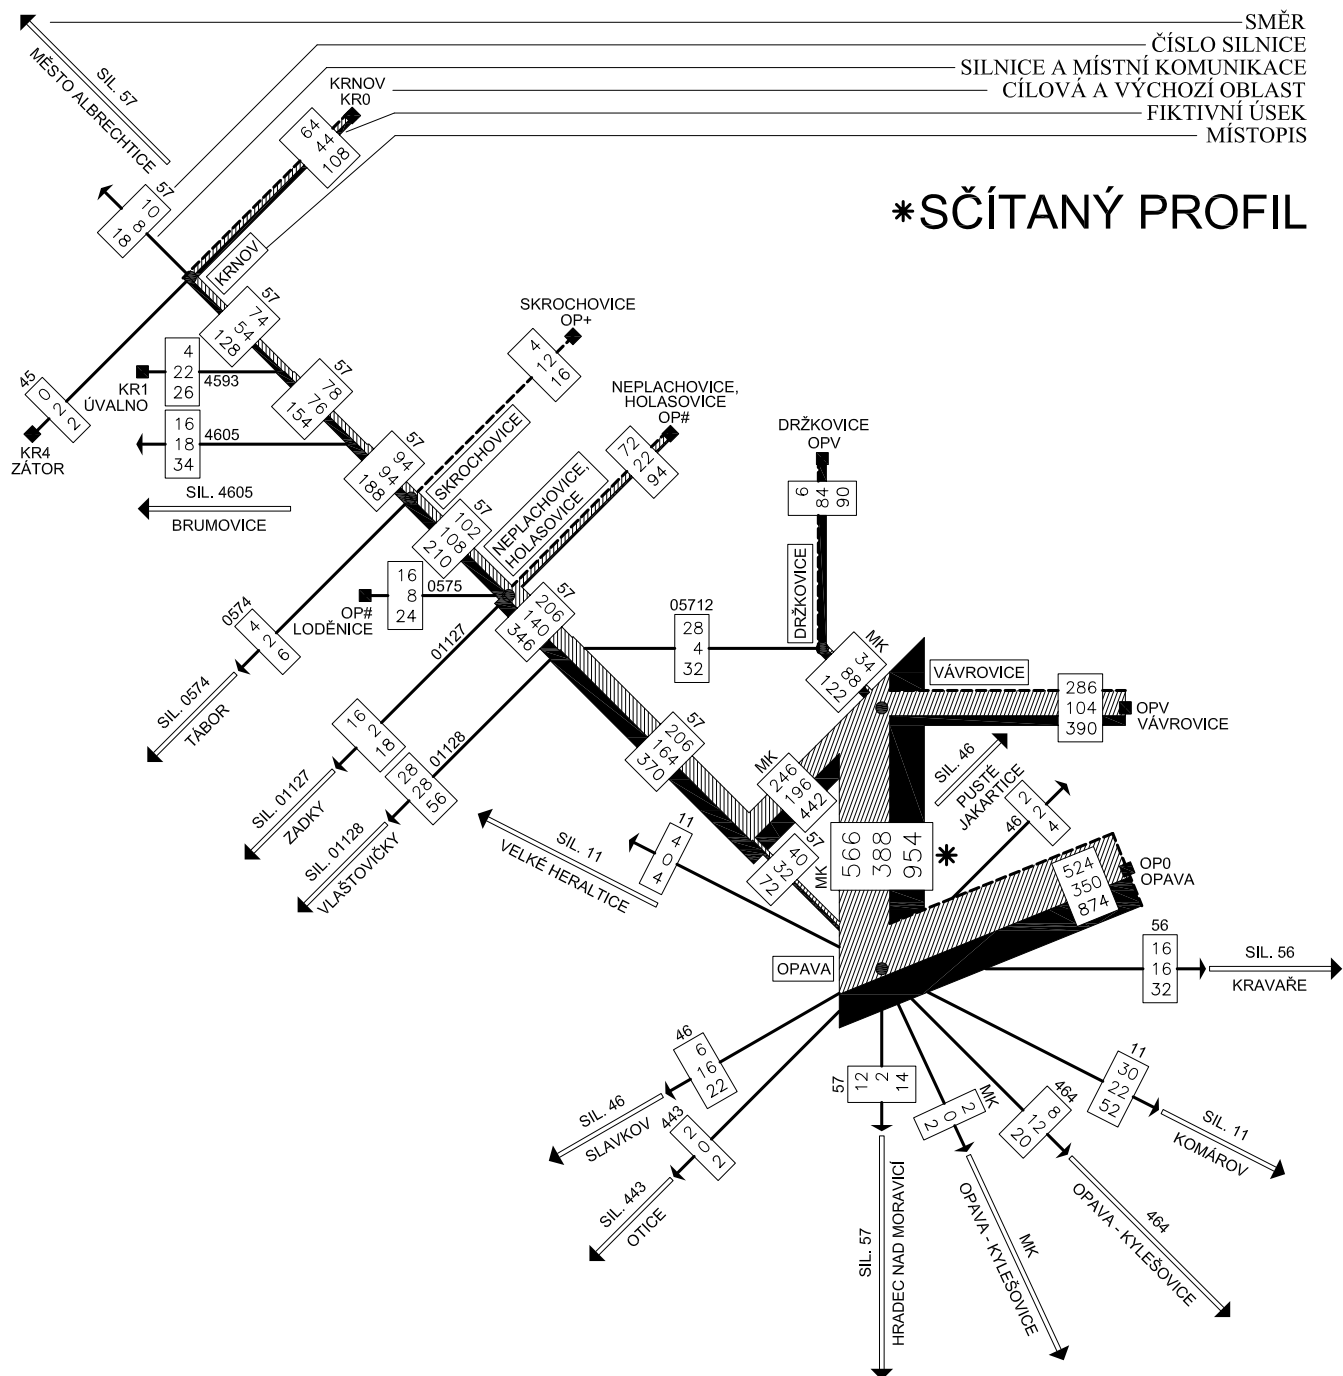 SMĚR
ČÍSLO SILNICE
SILNICE A MÍSTNÍ KOMUNIKACE
CÍLOVÁ A VÝCHOZÍ OBLAST
FIKTIVNÍ ÚSEK
MÍSTOPIS
*SČÍTANÝ PROFIL
SIL. 57
MĚSTO ALBRECHTICE
KRNOV
KR0
64
44
108
57
10
8
18
KRNOV
57
74
54
128
4
22
26
4593
KR1
ÚVALNO
45
0
2
2
KR4
ZÁTOR
57
78
76
154
16
18
34
4605
SIL. 4605
BRUMOVICE
57
94
94
188
SKROCHOVICE
OP+
4
12
16
SKROCHOVICE
NEPLACHOVICE,
HOLASOVICE
OP#
72
22
94
NEPLACHOVICE,
HOLASOVICE
57
102
108
210
DRŽKOVICE
OPV
6
84
90
DRŽKOVICE
16
8
24
0575
OP#
LODĚNICE
0574
4
2
6
SIL. 0574
TÁBOR
57
206
140
346
05712
28
4
32
MK
34
88
122
VÁVROVICE
286
104
390
OPV
VÁVROVICE
01127
16
2
18
SIL. 01127
ZADKY
01128
28
28
56
SIL. 01128
VLAŠTOVIČKY
57
206
164
370
MK
246
196
442
SIL. 46
PUSTÉ
JAKARTICE
46
2
2
4
SIL. 11
VELKÉ HERALTICE
11
4
0
4
57
40
32
72
MK
566
388
954
*
524
350
874
OP0
OPAVA
OPAVA
56
16
16
32
SIL. 56
KRAVAŘE
46
6
16
22
SIL. 46
SLAVKOV
443
2
0
2
SIL. 443
OTICE
57
12
2
14
SIL. 57
HRADEC NAD MORAVICÍ
MK
2
0
2
MK
OPAVA - KYLEŠOVICE
464
8
12
20
464
OPAVA - KYLEŠOVICE
11
30
22
52
SIL. 11
KOMÁROV